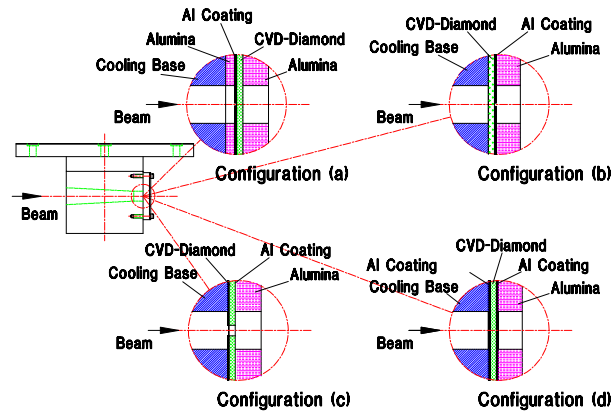 Al Coating
Alumina CVD-Diamond
Cooling Base Alumina
Beam
Configuration (a)
CVD-Diamond Al Coating
Cooling Base Alumina
Beam
Configuration (b)
Beam
CVD-Diamond Al Coating
Cooling Base Alumina
Beam
Configuration (c)
CVD-Diamond
Al Coating Al Coating
Cooling Base Alumina
Beam
Configuration (d)